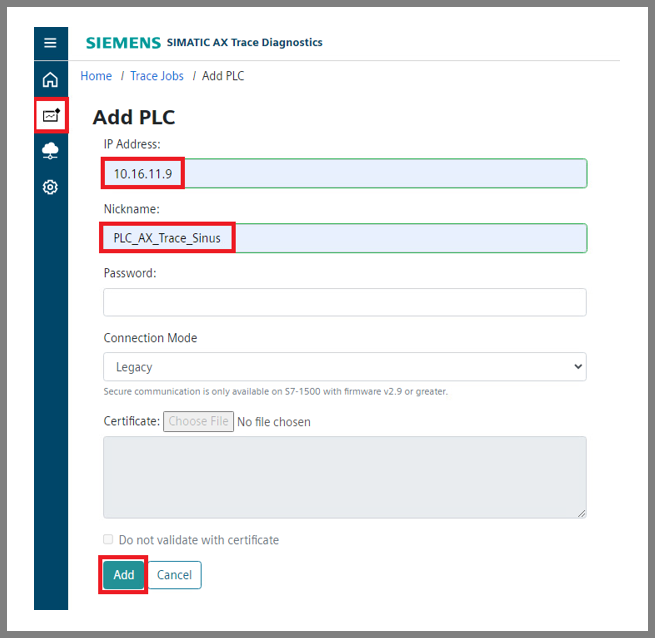 SIEMENS SIMATIC AX Trace Diagnostics
Home / Trace Jobs / Add PLC
Add PLC
IP Address:
10.16.11.9
Nickname:
PLC_AX_Trace_Sinus
Password:
Connection Mode
Legacy
Secure communication is only available on S7-1500 with firmware v2.9 or greater.
Certificate: Choose File No file chosen
Do not validate with certificate
Add Cancel